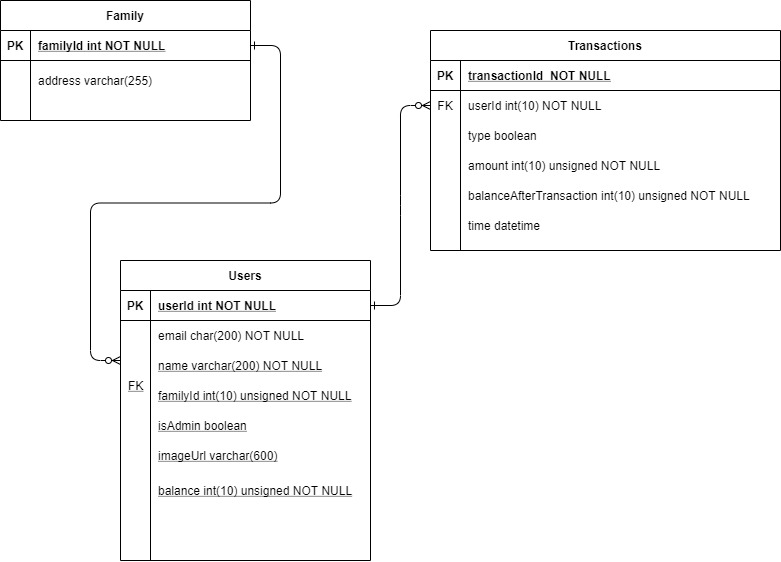 Family
PK familyId int NOT NULL
address varchar(255)
Transactions
PK transactionId  NOT NULL
FK userId int(10) NOT NULL
type boolean
amount int(10) unsigned NOT NULL
balanceAfterTransaction int(10) unsigned NOT NULL
time datetime
Users
PK userId int NOT NULL
email char(200) NOT NULL
name varchar(200) NOT NULL
FK familyId int(10) unsigned NOT NULL
isAdmin boolean
imageUrl varchar(600)
balance int(10) unsigned NOT NULL